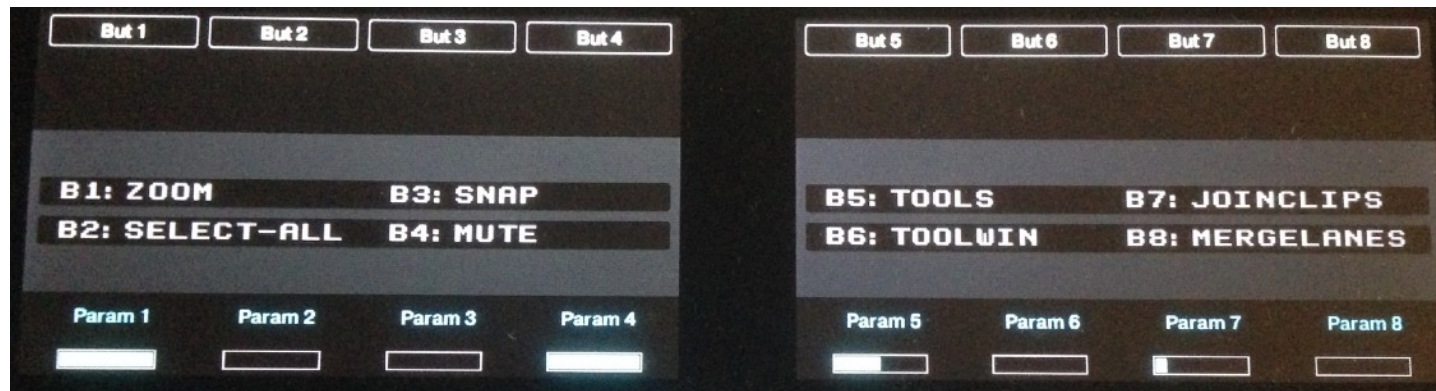 But 1 But 2 But 3 But 4
B1: ZOOM B3: SNAP
B2: SELECT-ALL B4: MUTE
Param 1 Param 2 Param 3 Param 4
But 5 But 6 But 7 But 8
B5: TOOLS B7: JOINCLIPS
B6: TOOLWIN B8: MERGELANES
Param 5 Param 6 Param 7 Param 8